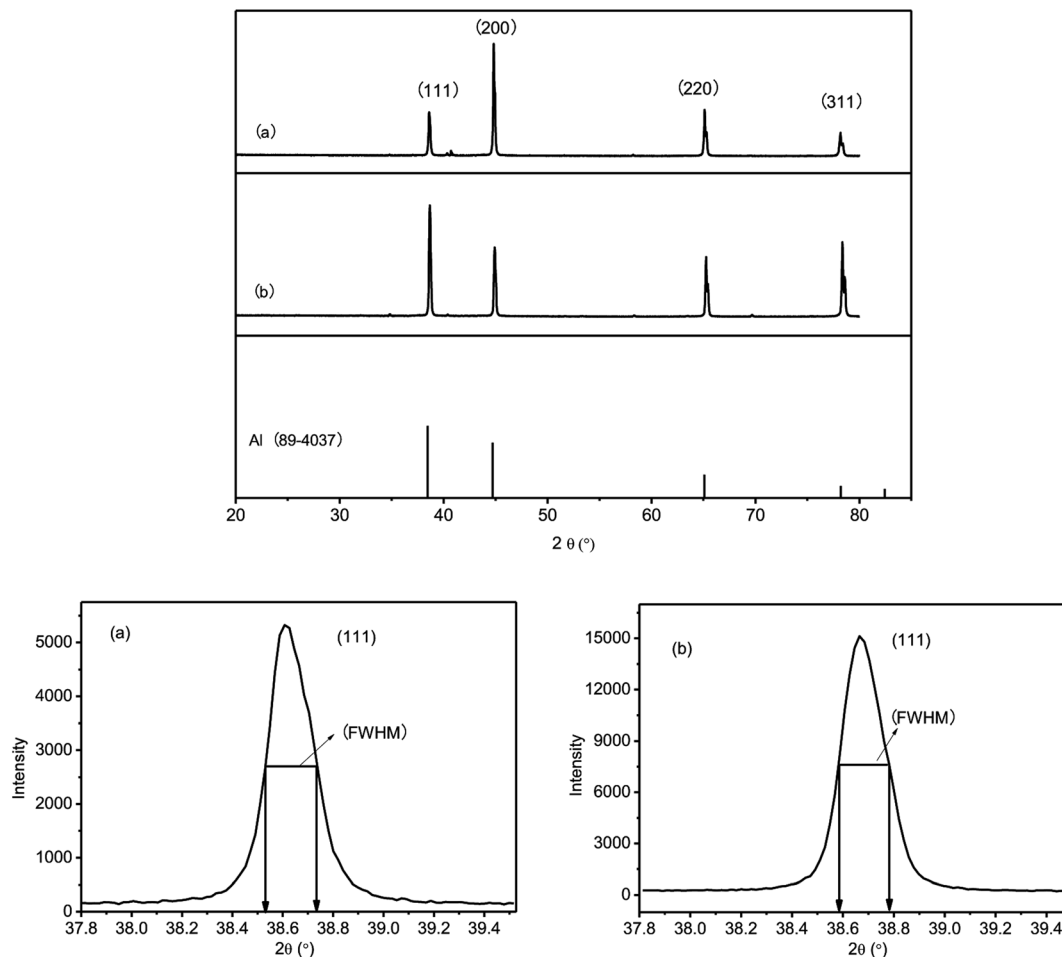 (200)
(111)
(220)
(311)
(a)
(b)
Al (89-4037)
20 30 40 50 60 70 80
2 θ (°)
(a)
(111)
(FWHM)
Intensity
5000
4000
3000
2000
1000
0
37.8 38.0 38.2 38.4 38.6 38.8 39.0 39.2 39.4
2θ (°)
(b)
(111)
(FWHM)
Intensity
15000
12000
9000
6000
3000
0
37.8 38.0 38.2 38.4 38.6 38.8 39.0 39.2 39.4
2θ (°)